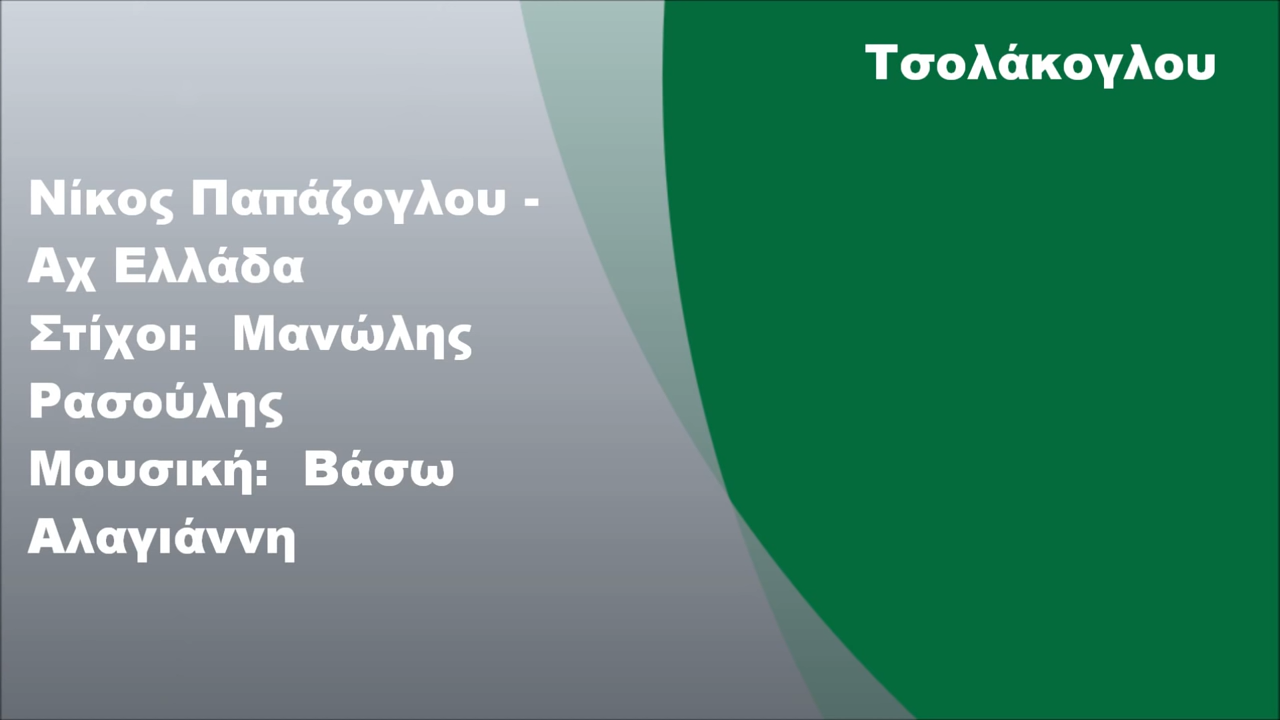 Τσολάκογλου
Νίκος Παπάζογλου -
Αχ Ελλάδα
Στίχοι:  Μανώλης
Ρασούλης
Μουσική:  Βάσω
Αλαγιάννη